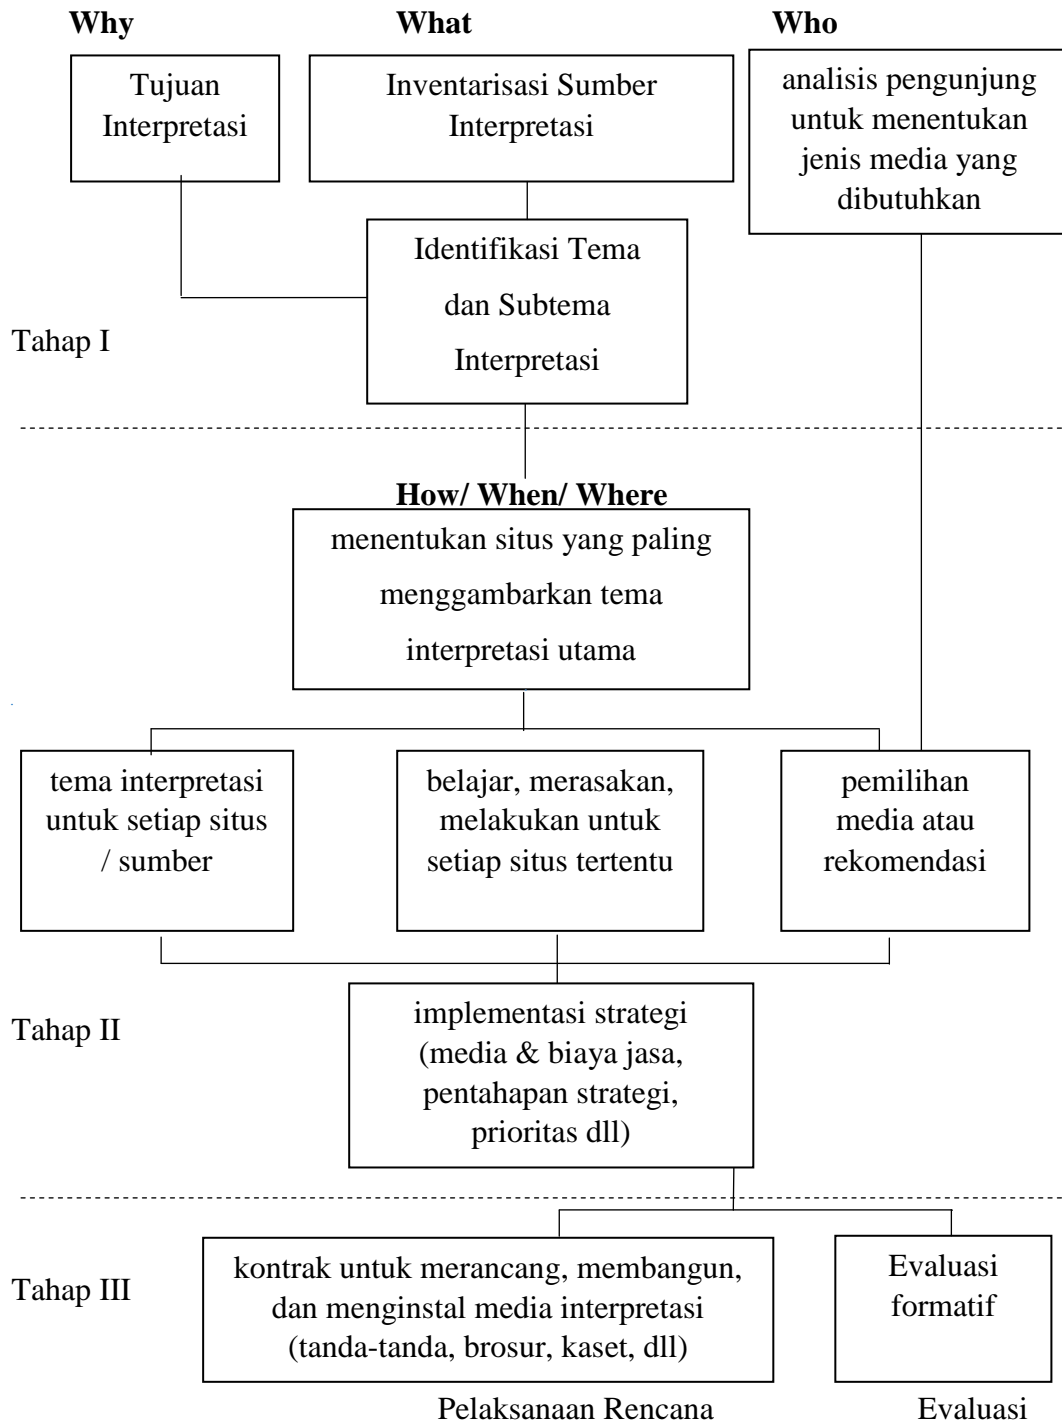 Why
What
Who
Tujuan
Interpretasi
Inventarisasi Sumber
Interpretasi
analisis pengunjung
untuk menentukan
jenis media yang
dibutuhkan
Identifikasi Tema
dan Subtema
Interpretasi
Tahap I
How/ When/ Where
menentukan situs yang paling
menggambarkan tema
interpretasi utama
tema interpretasi
untuk setiap situs
/ sumber
belajar, merasakan,
melakukan untuk
setiap situs tertentu
pemilihan
media atau
rekomendasi
Tahap II
implementasi strategi
(media & biaya jasa,
pentahapan strategi,
prioritas dll)
Tahap III
kontrak untuk merancang, membangun,
dan menginstal media interpretasi
(tanda-tanda, brosur, kaset, dll)
Evaluasi
formatif
Pelaksanaan Rencana
Evaluasi